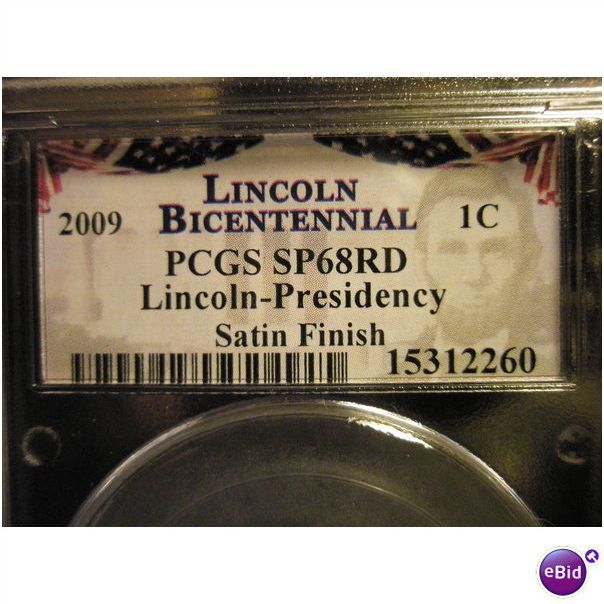 LINCOLN
2009 BICENTENNIAL 1C
PCGS SP68RD
Lincoln-Presidency
Satin Finish
15312260
eBid